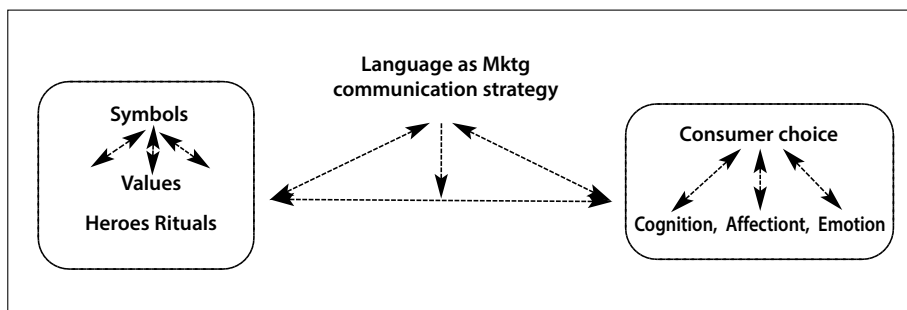 Language as Mktg
communication strategy
Symbols
Values
Heroes Rituals
Consumer choice
Cognition, Affectiont, Emotion